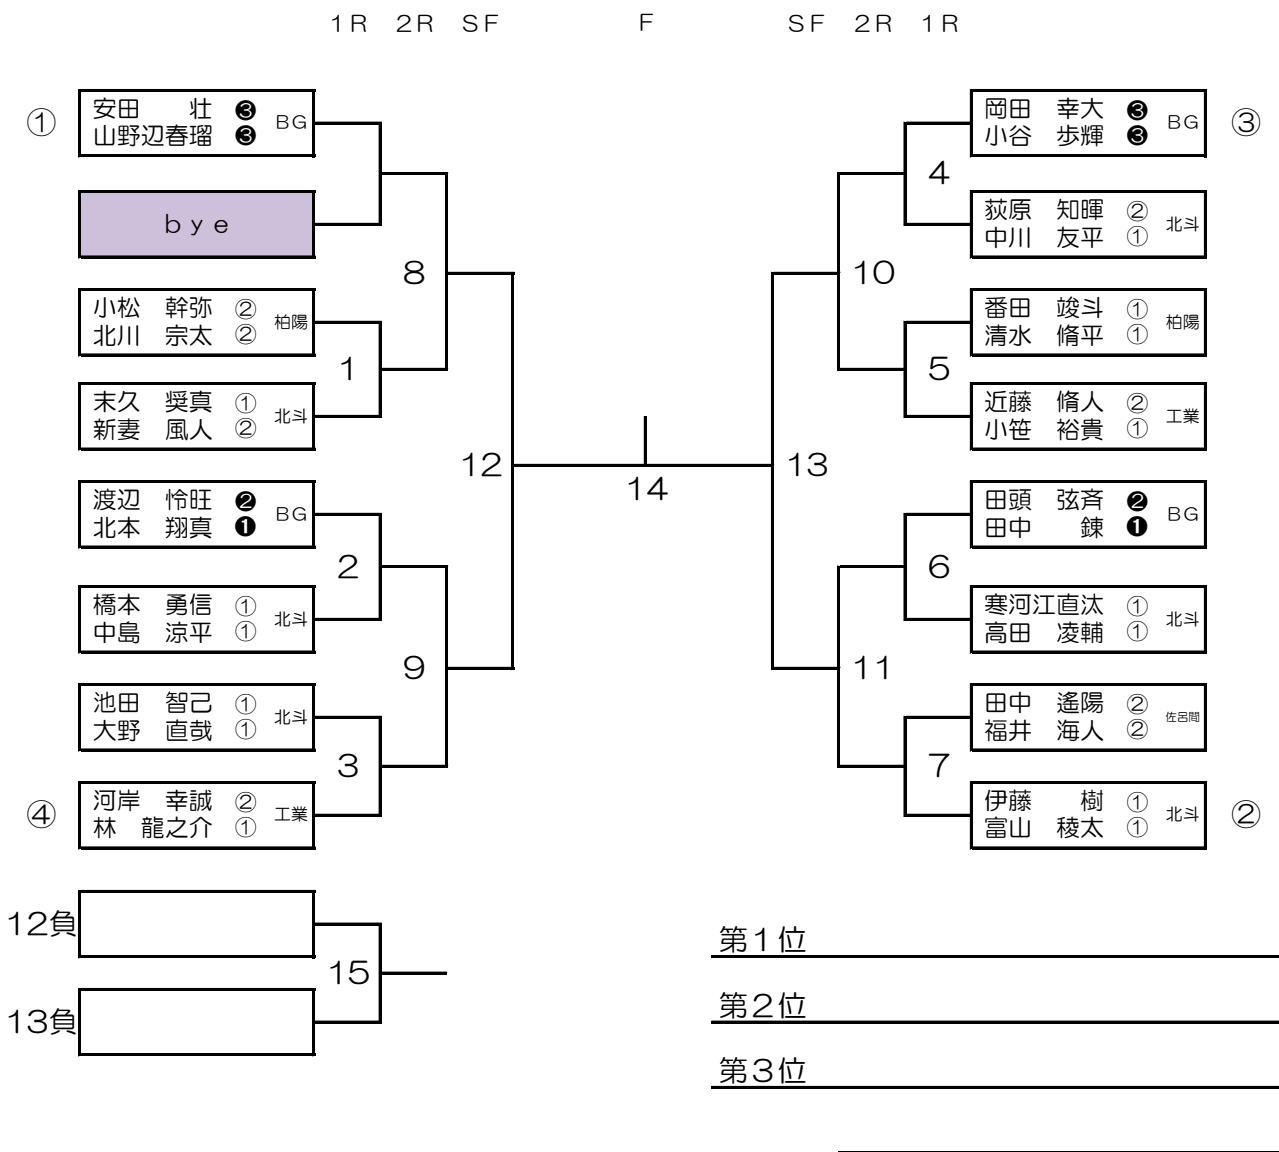 1R 2R SF F SF 2R 1R
① 安田 壮 ❸ BG
山野辺春瑠 ❸
bye
小松 幹弥 ② 柏陽
北川 宗太 ②
末久 奨真 ① 北斗
新妻 風人 ②
渡辺 怜旺 ❷ BG
北本 翔真 ❶
橋本 勇信 ① 北斗
中島 涼平 ①
池田 智己 ① 北斗
大野 直哉 ①
④ 河岸 幸誠 ② 工業
林 龍之介 ①
8
1
12
2
9
3
14
岡田 幸大 ❸ BG ③
小谷 歩輝 ❸
荻原 知暉 ② 北斗
中川 友平 ①
番田 竣斗 ① 柏陽
清水 脩平 ①
近藤 脩人 ② 工業
小笹 裕貴 ①
田頭 弦斉 ❷ BG
田中 錬 ❶
寒河江直汰 ① 北斗
高田 凌輔 ①
田中 遙陽 ② 佐呂間
福井 海人 ②
伊藤 樹 ① 北斗 ②
富山 稜太 ①
4
10
5
13
6
11
7
12負
15
13負
第1位
第2位
第3位